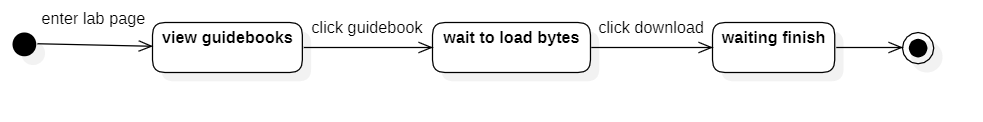 enter lab page
view guidebooks
click guidebook
wait to load bytes
click download
waiting finish